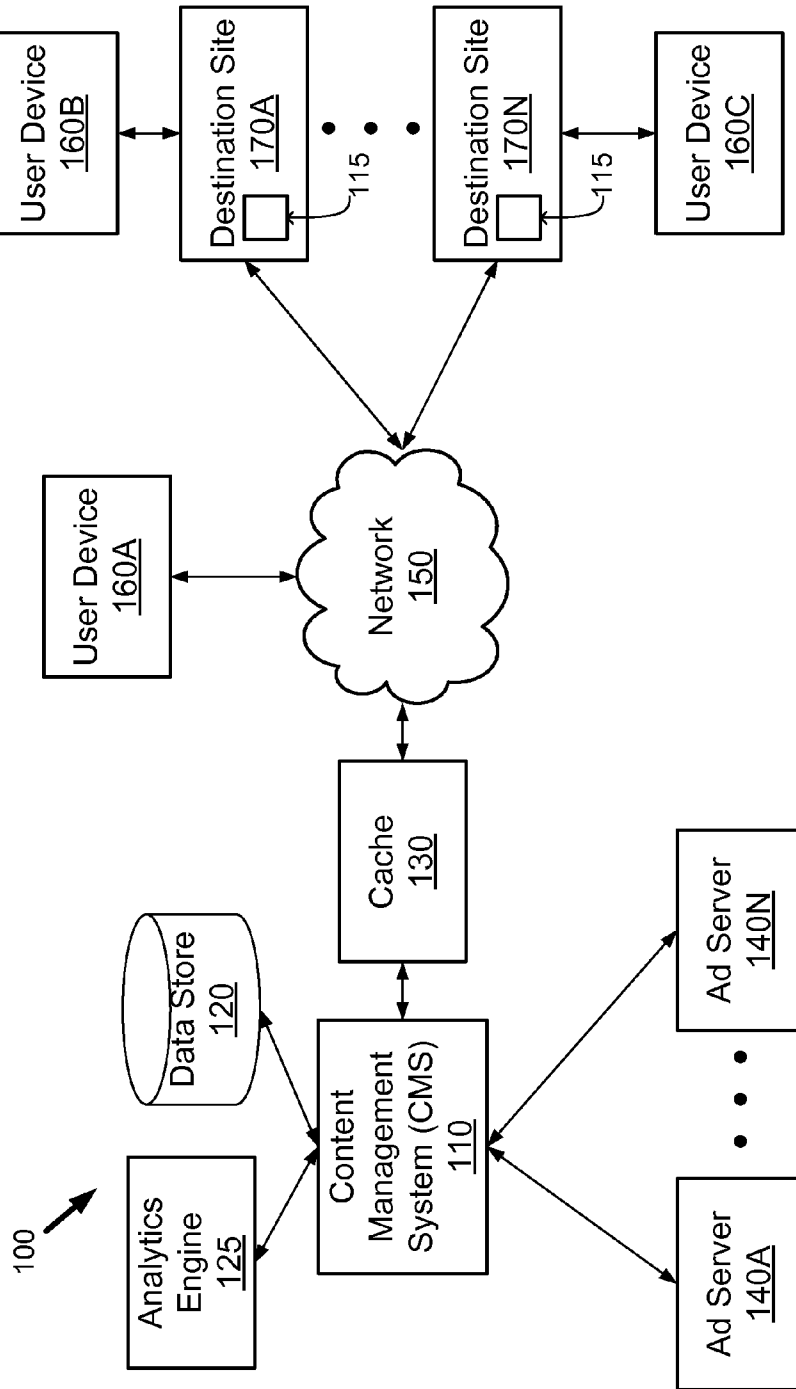 100
Analytics
Engine
125
Data Store
120
Content
Management
System (CMS)
110
Ad Server
140A
Ad Server
140N
Cache
130
Network
150
User Device
160A
User Device
160B
Destination Site
170A
115
Destination Site
170N
115
User Device
160C